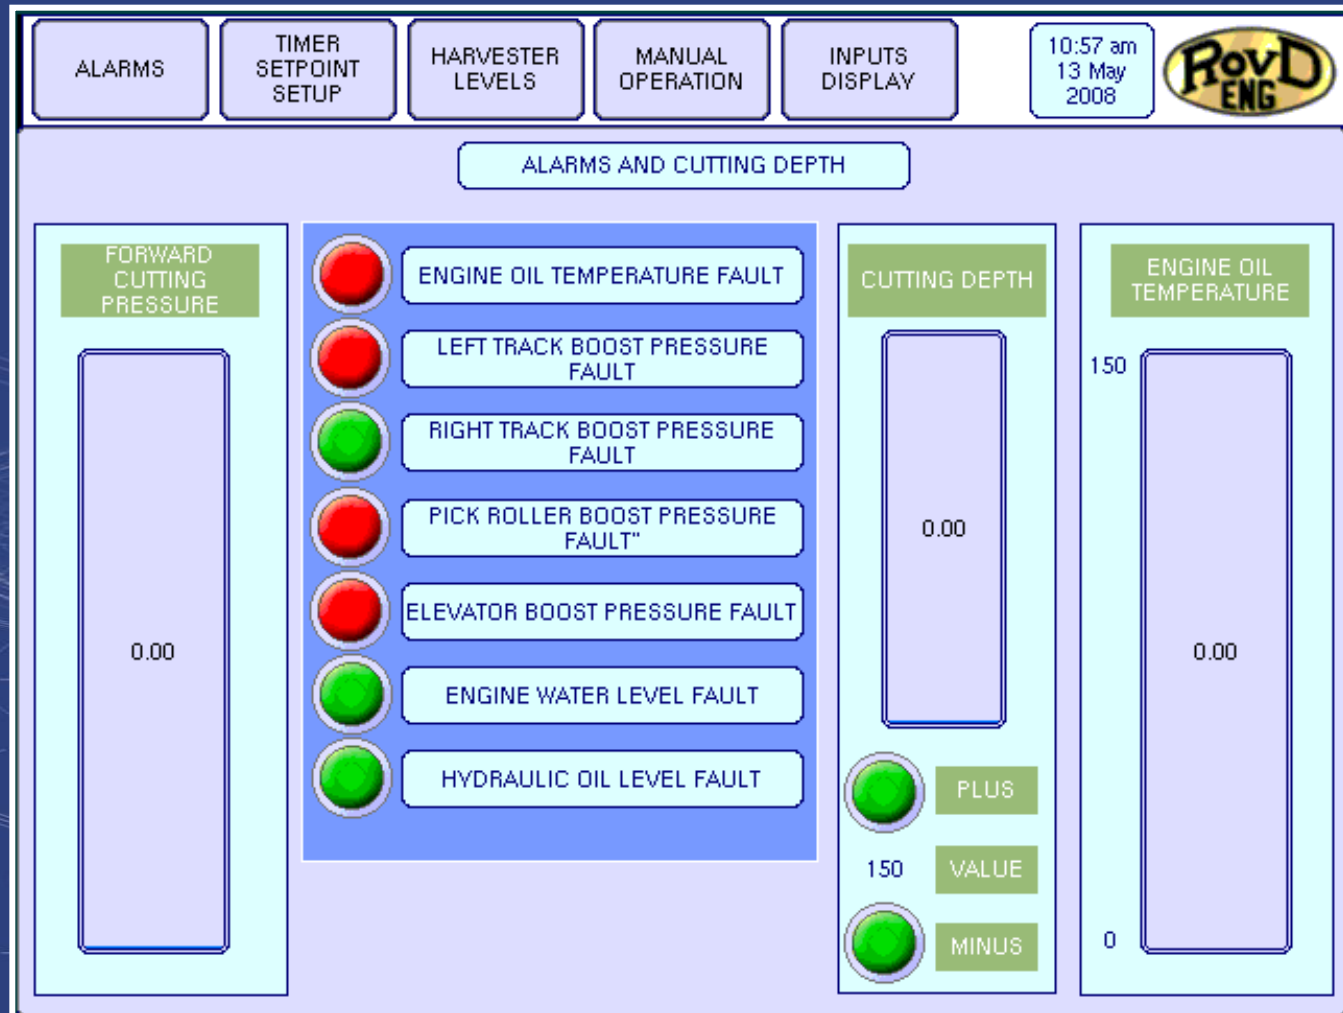 ALARMS
TIMER
SETPOINT
SETUP
HARVESTER
LEVELS
MANUAL
OPERATION
INPUTS
DISPLAY
10:57 am
13 May
2008
RovD
ENG
ALARMS AND CUTTING DEPTH
FORWARD
CUTTING
PRESSURE
0.00
ENGINE OIL TEMPERATURE FAULT
LEFT TRACK BOOST PRESSURE
FAULT
RIGHT TRACK BOOST PRESSURE
FAULT
PICK ROLLER BOOST PRESSURE
FAULT"
ELEVATOR BOOST PRESSURE FAULT
ENGINE WATER LEVEL FAULT
HYDRAULIC OIL LEVEL FAULT
CUTTING DEPTH
0.00
PLUS
150 VALUE
MINUS
ENGINE OIL
TEMPERATURE
150
0.00
0